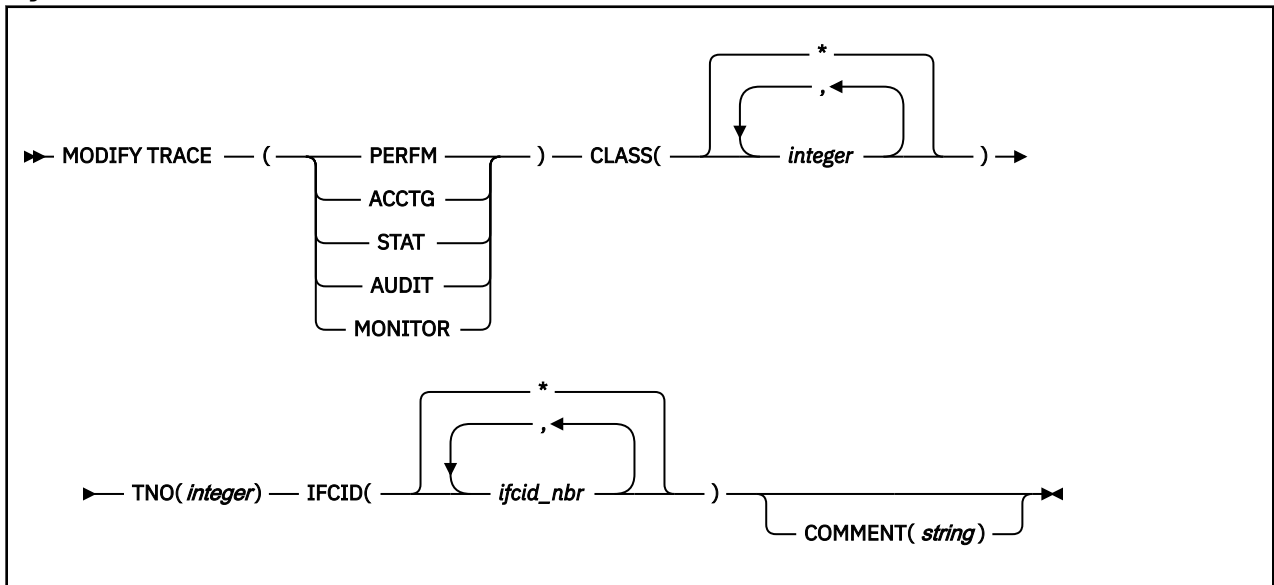 *
,
MODIFY TRACE ( PERFM ) CLASS( integer )
ACCTG
STAT
AUDIT
MONITOR
*
,
TNO( integer) IFCID( ifcid_nbr )
COMMENT( string )